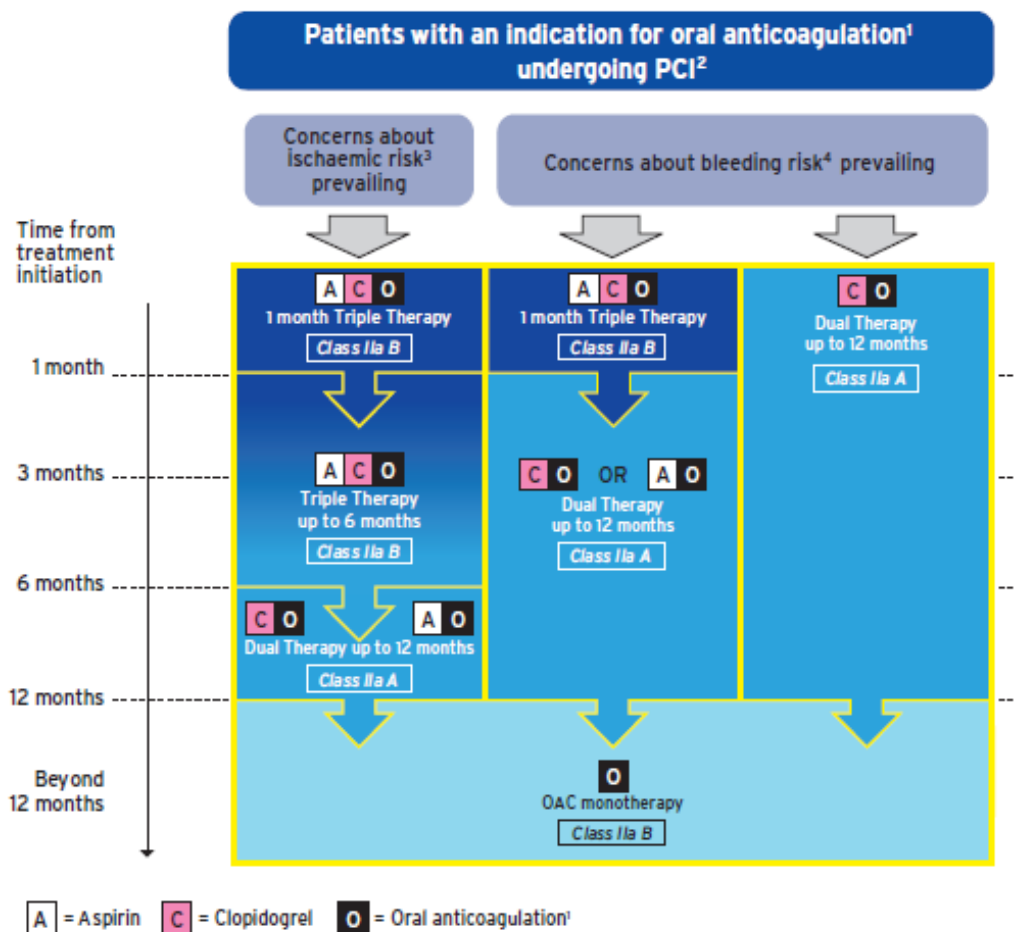 Patients with an indication for oral anticoagulation¹
undergoing PCI²
Concerns about
ischaemic risk³
prevailing
Concerns about bleeding risk⁴ prevailing
Time from
treatment
initiation
A C O
1 month Triple Therapy
Class IIa B
A C O
1 month Triple Therapy
Class IIa B
C O
Dual Therapy
up to 12 months
Class IIa A
1 month
3 months
A C O
Triple Therapy
up to 6 months
Class IIa B
C O OR A O
Dual Therapy
up to 12 months
Class IIa A
6 months
C O A O
Dual Therapy up to 12 months
Class IIa A
12 months
Beyond
12 months
O
OAC monotherapy
Class IIa B
A = Aspirin C = Clopidogrel O = Oral anticoagulation¹